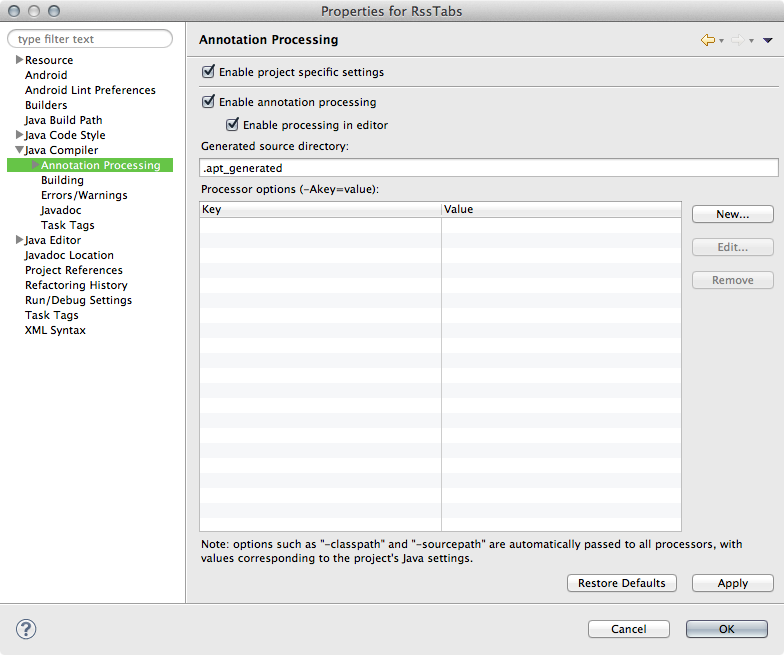 Properties for RssTabs
type filter text
Resource
Android
Android Lint Preferences
Builders
Java Build Path
Java Code Style
Java Compiler
Annotation Processing
Building
Errors/Warnings
Javadoc
Task Tags
Java Editor
Javadoc Location
Project References
Refactoring History
Run/Debug Settings
Task Tags
XML Syntax
Annotation Processing
Enable project specific settings
Enable annotation processing
Enable processing in editor
Generated source directory:
.apt_generated
Processor options (-Akey=value):
Key Value
New...
Edit...
Remove
Note: options such as "-classpath" and "-sourcepath" are automatically passed to all processors, with
values corresponding to the project's Java settings.
Restore Defaults Apply
? Cancel OK